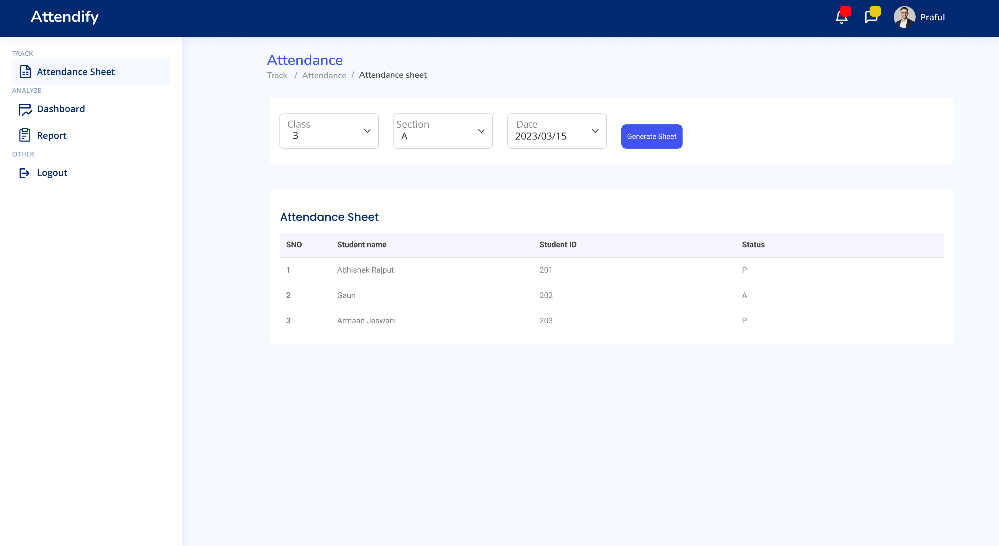 Attendify
Praful
TRACK
Attendance Sheet
ANALYZE
Dashboard
Report
OTHER
Logout
Attendance
Track / Attendance / Attendance sheet
Class
3
Section
A
Date
2023/03/15
Generate Sheet
Attendance Sheet
SNO Student name Student ID Status
1 Abhishek Rajput 201 P
2 Gauri 202 A
3 Armaan Jeswani 203 P